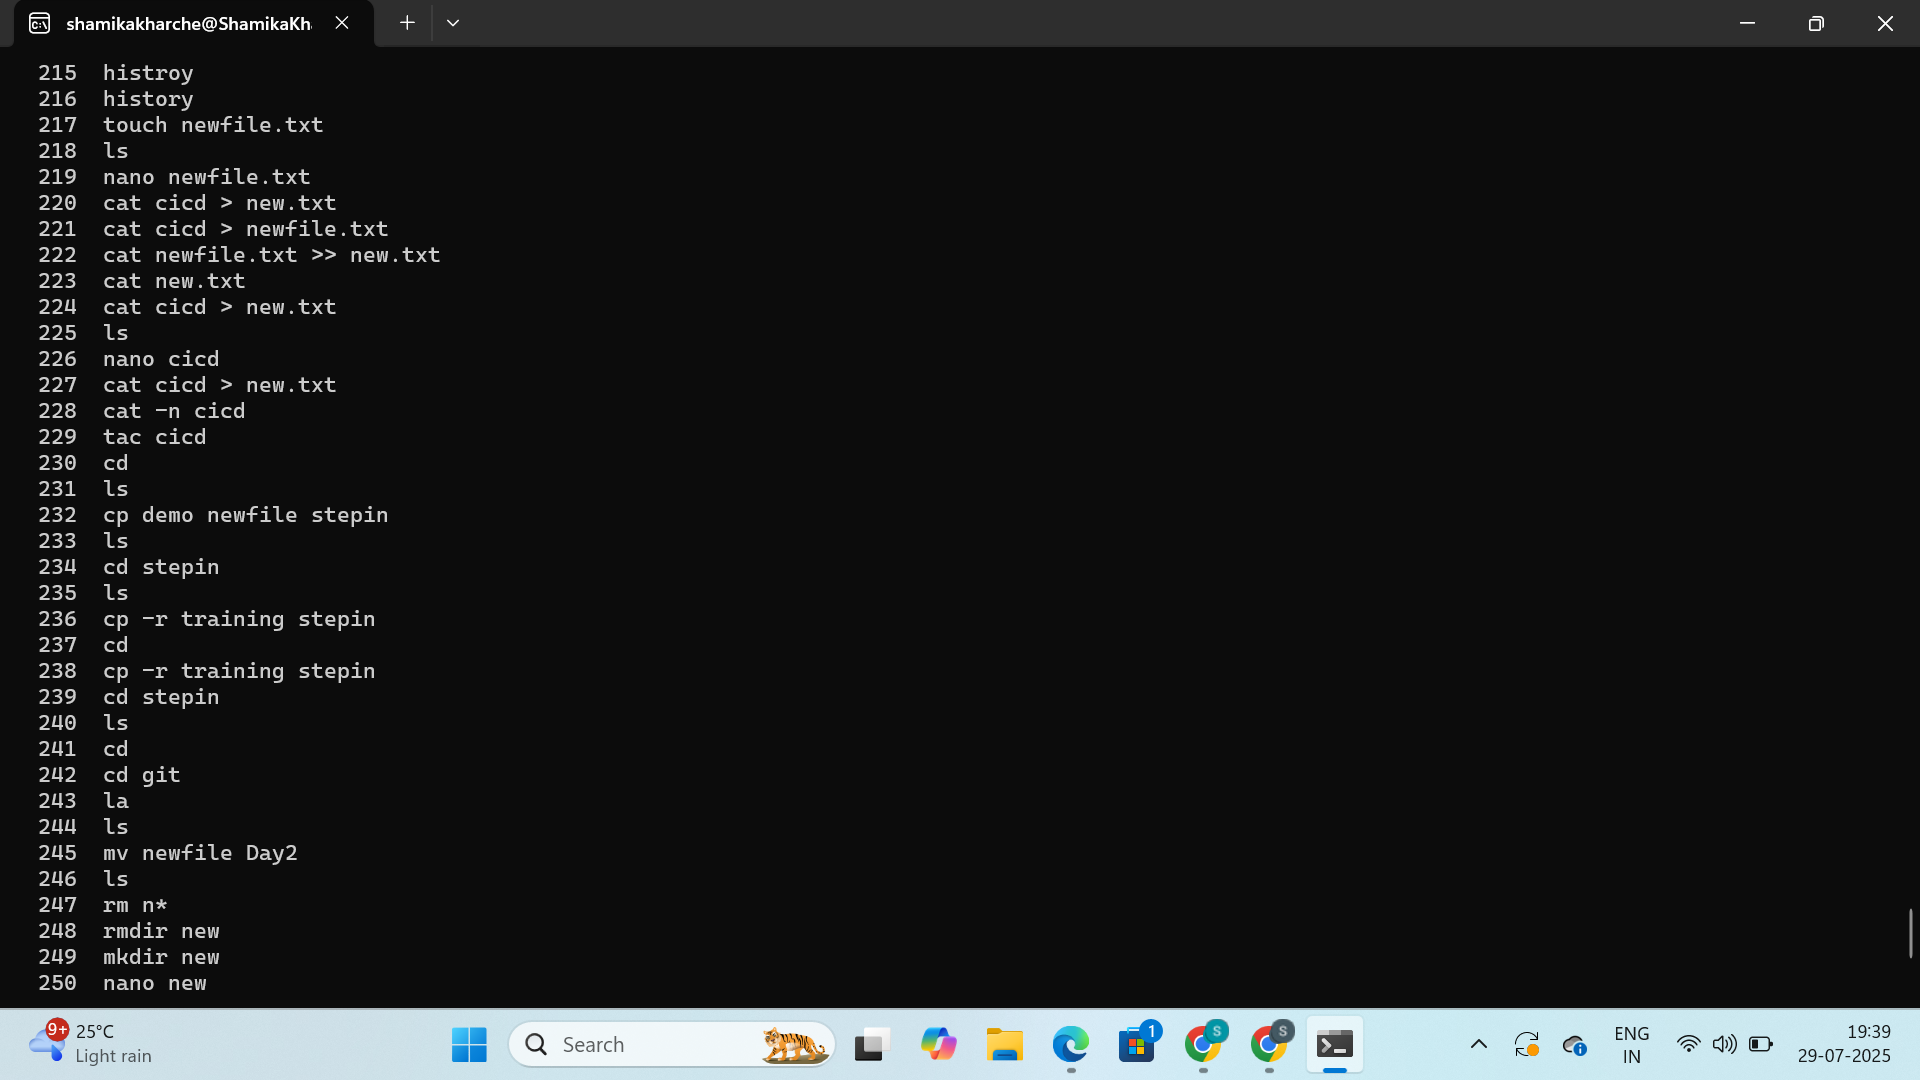 shamikakharche@ShamikaKh
215 histroy
216 history
217 touch newfile.txt
218 ls
219 nano newfile.txt
220 cat cicd > new.txt
221 cat cicd > newfile.txt
222 cat newfile.txt >> new.txt
223 cat new.txt
224 cat cicd > new.txt
225 ls
226 nano cicd
227 cat cicd > new.txt
228 cat -n cicd
229 tac cicd
230 cd
231 ls
232 cp demo newfile stepin
233 ls
234 cd stepin
235 ls
236 cp -r training stepin
237 cd
238 cp -r training stepin
239 cd stepin
240 ls
241 cd
242 cd git
243 la
244 ls
245 mv newfile Day2
246 ls
247 rm n*
248 rmdir new
249 mkdir new
250 nano new
9+
25°C
Light rain
Search
1
S
S
ENG
IN
19:39
29-07-2025